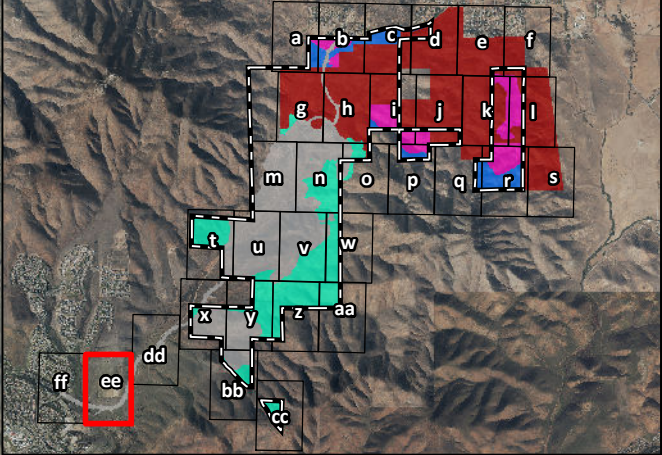 a b c d e f
g h i j k l
m n o p q r s
t u v w
x y z aa
dd
ff ee bb
cc